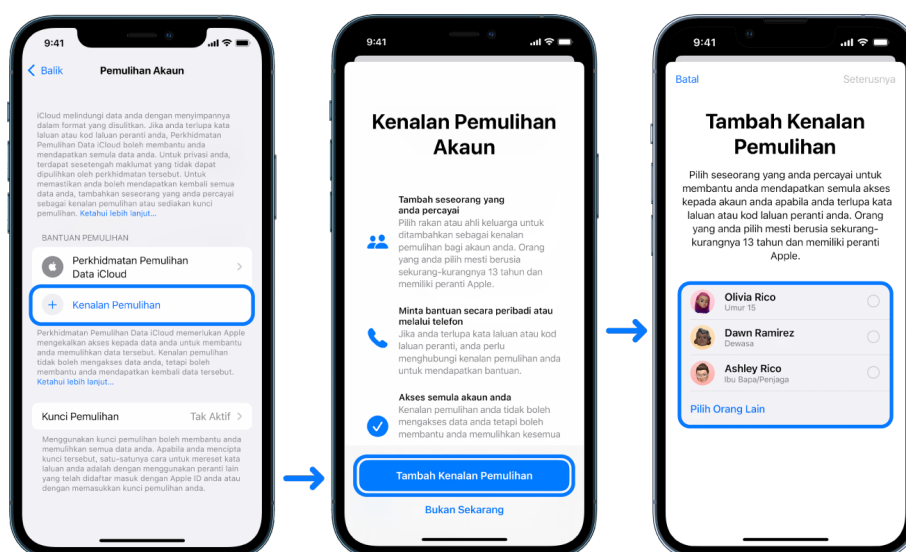 9:41
Balik
Pemulihan Akaun
iCloud melindungi data anda dengan menyimpannya
dalam format yang disulitkan. Jika anda terlupa kata
laluan atau kod laluan peranti anda, Perkhidmatan
Pemulihan Data iCloud boleh membantu anda
mendapatkan semula data anda. Untuk privasi anda,
terdapat sesetengah maklumat yang tidak dapat
dipulihkan oleh perkhidmatan tersebut. Untuk
memastikan anda boleh mendapatkan kembali semua
data anda, tambahkan seseorang yang anda percayai
sebagai kenalan pemulihan atau sediakan kunci
pemulihan. Ketahui lebih lanjut...
BANTUAN PEMULIHAN
Perkhidmatan Pemulihan
Data iCloud
Kenalan Pemulihan
Perkhidmatan Pemulihan Data iCloud memerlukan Apple
mengekalkan akses kepada data anda untuk membantu
anda memulihkan data tersebut. Kenalan pemulihan
tidak boleh mengakses data anda, tetapi boleh
membantu anda mendapatkan kembali data tersebut.
Ketahui lebih lanjut...
Kunci Pemulihan
Tak Aktif
Menggunakan kunci pemulihan boleh membantu anda
memulihkan semua data anda. Apabila anda mencipta
kunci tersebut, satu-satunya cara untuk mereset kata
laluan anda adalah dengan menggunakan peranti lain
yang telah didaftar masuk dengan Apple ID anda atau
dengan memasukkan kunci pemulihan anda.
9:41
Kenalan Pemulihan
Akaun
Tambah seseorang yang
anda percayai
Pilih rakan atau ahli keluarga untuk
ditambahkan sebagai kenalan
pemulihan bagi akaun anda. Orang
yang anda pilih mesti berusia
sekurang-kurangnya 13 tahun dan
memiliki peranti Apple.
Minta bantuan secara peribadi atau
melalui telefon
Jika anda terlupa kata laluan atau kod
laluan peranti, anda perlu
menghubungi kenalan pemulihan anda
untuk mendapatkan bantuan.
Akses semula akaun anda
Kenalan pemulihan anda tidak boleh
mengakses data anda tetapi boleh
membantu anda memulihkan kesemua
Tambah Kenalan Pemulihan
Bukan Sekarang
9:41
Batal
Seterusnya
Tambah Kenalan
Pemulihan
Pilih seseorang yang anda percayai untuk
membantu anda mendapatkan semula akses
kepada akaun anda apabila anda terlupa kata
laluan atau kod laluan peranti anda. Orang
yang anda pilih mesti berusia sekurang-
kurangnya 13 tahun dan memiliki peranti
Apple.
Olivia Rico
Umur 15
Dawn Ramirez
Dewasa
Ashley Rico
Ibu Bapa/Penjaga
Pilih Orang Lain